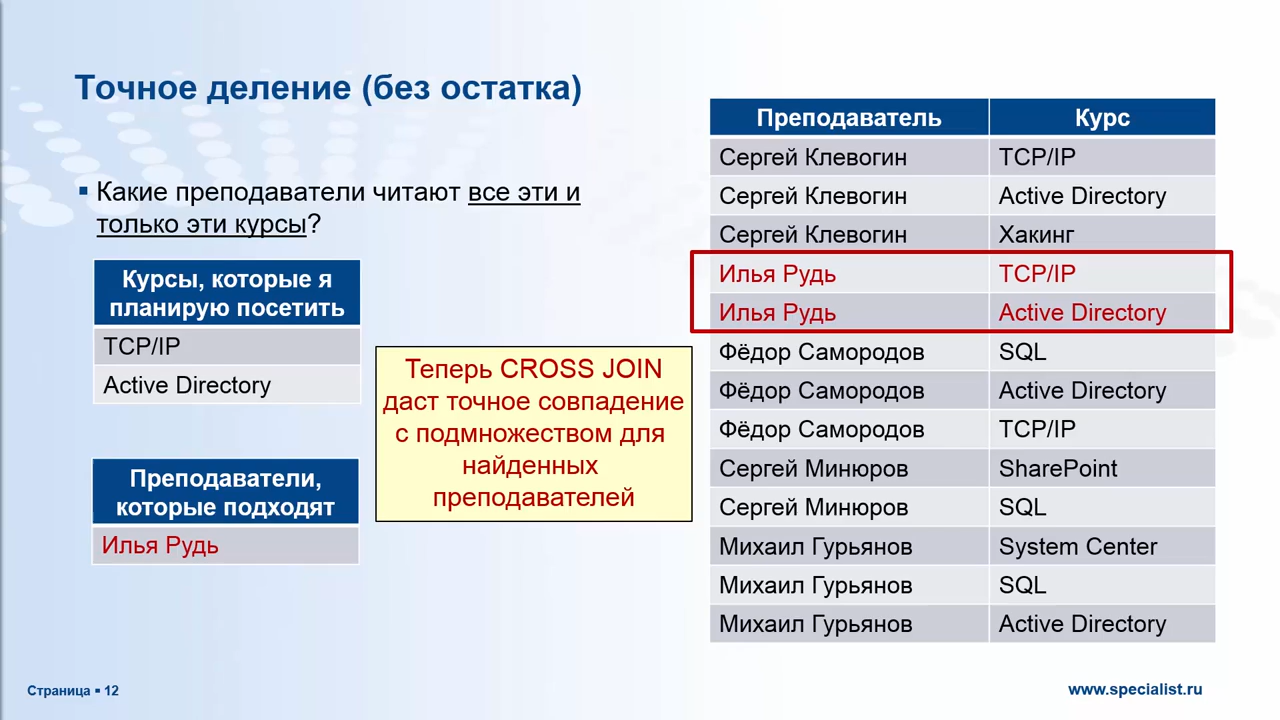 Точное деление (без остатка)
Какие преподаватели читают все эти и
только эти курсы?
Курсы, которые я
планирую посетить
TCP/IP
Active Directory
Преподаватели,
которые подходят
Илья Рудь
Теперь CROSS JOIN
даст точное совпадение
с подмножеством для
найденных
преподавателей
Преподаватель Курс
Сергей Клевогин TCP/IP
Сергей Клевогин Active Directory
Сергей Клевогин Хакинг
Илья Рудь TCP/IP
Илья Рудь Active Directory
Фёдор Самородов SQL
Фёдор Самородов Active Directory
Фёдор Самородов TCP/IP
Сергей Минюров SharePoint
Сергей Минюров SQL
Михаил Гурьянов System Center
Михаил Гурьянов SQL
Михаил Гурьянов Active Directory
Страница ▪ 12
www.specialist.ru